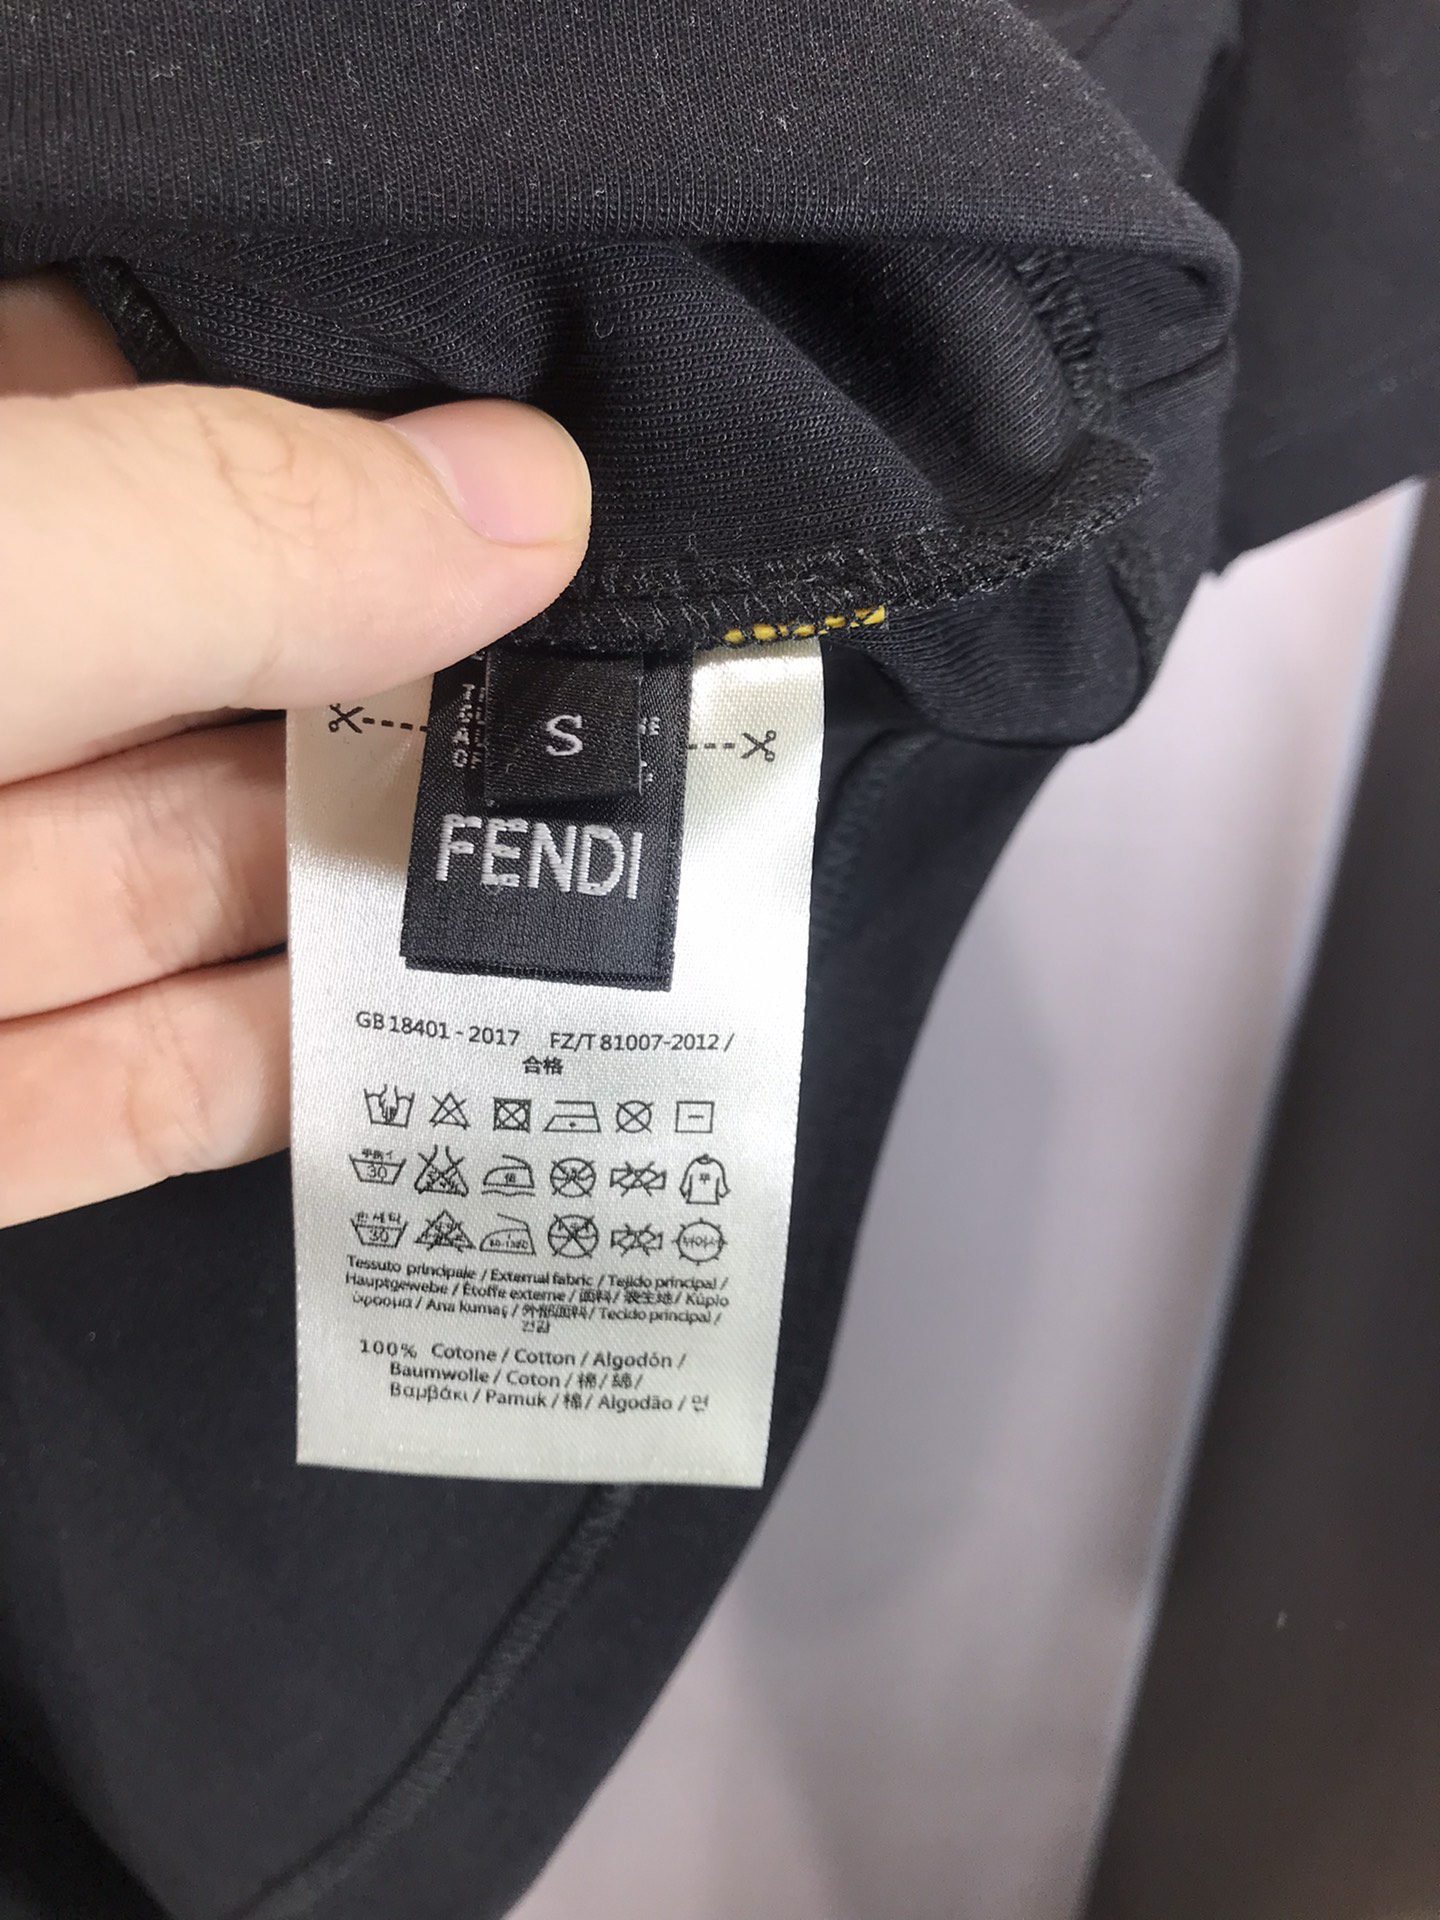 S
FENDI
GB 18401 - 2017 FZ/T 81007-2012 /
合格
30
30
Tessuto principale / External fabric / Tejido principal /
Hauptgewebe / Étoffe externe / 面料 / 表生地 / Κύριο
ύφασμα / Ana kumaş / 外部面料 / Tecido principal /
겉감
100% Cotone / Cotton / Algodón /
Baumwolle / Coton / 棉 / 綿 /
Βαμβάκι / Pamuk / 棉 / Algodão / 면